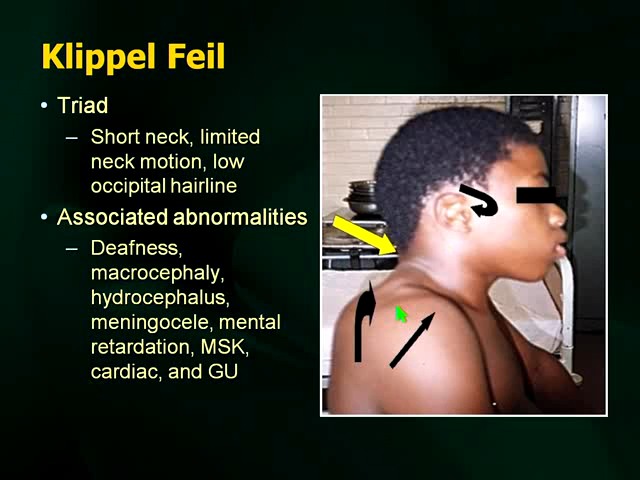 Klippel Feil
• Triad
– Short neck, limited
neck motion, low
occipital hairline
• Associated abnormalities
– Deafness,
macrocephaly,
hydrocephalus,
meningocele, mental
retardation, MSK,
cardiac, and GU